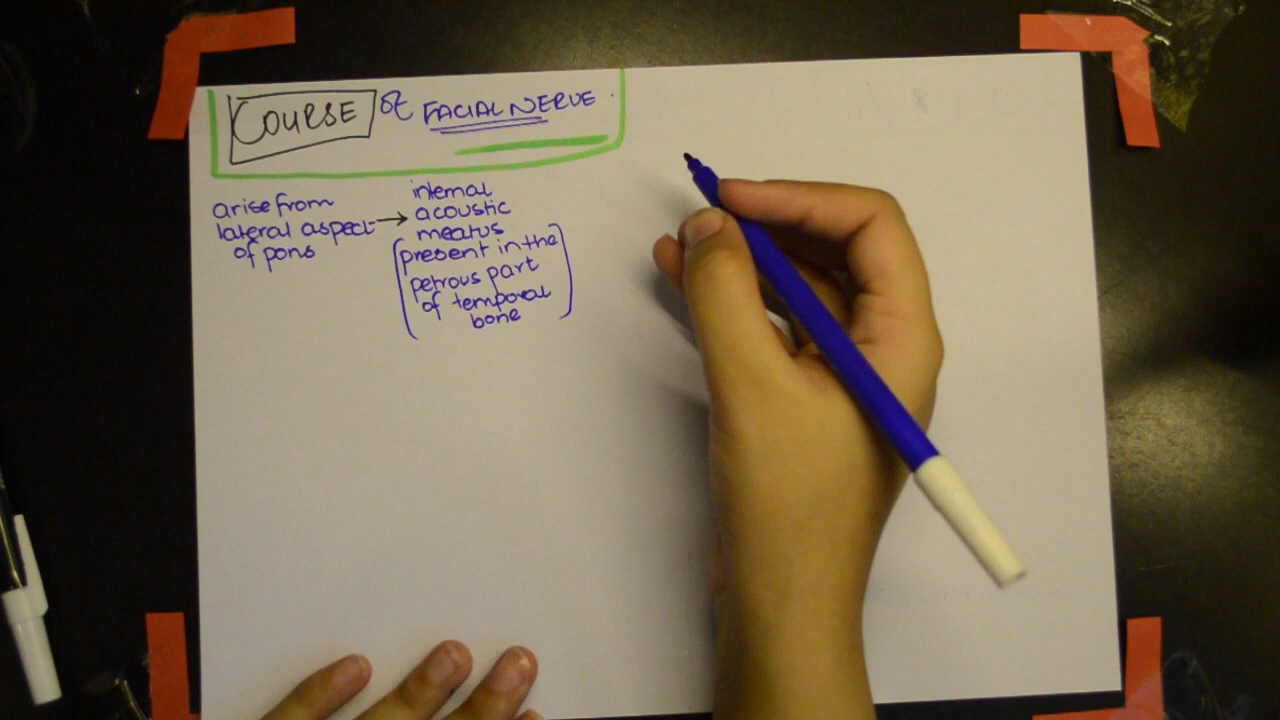 COURSE of FACIAL NERVE
arise from
lateral aspect →
of pons
internal
acoustic
meatus
(present in the
petrous part
of temporal
bone)